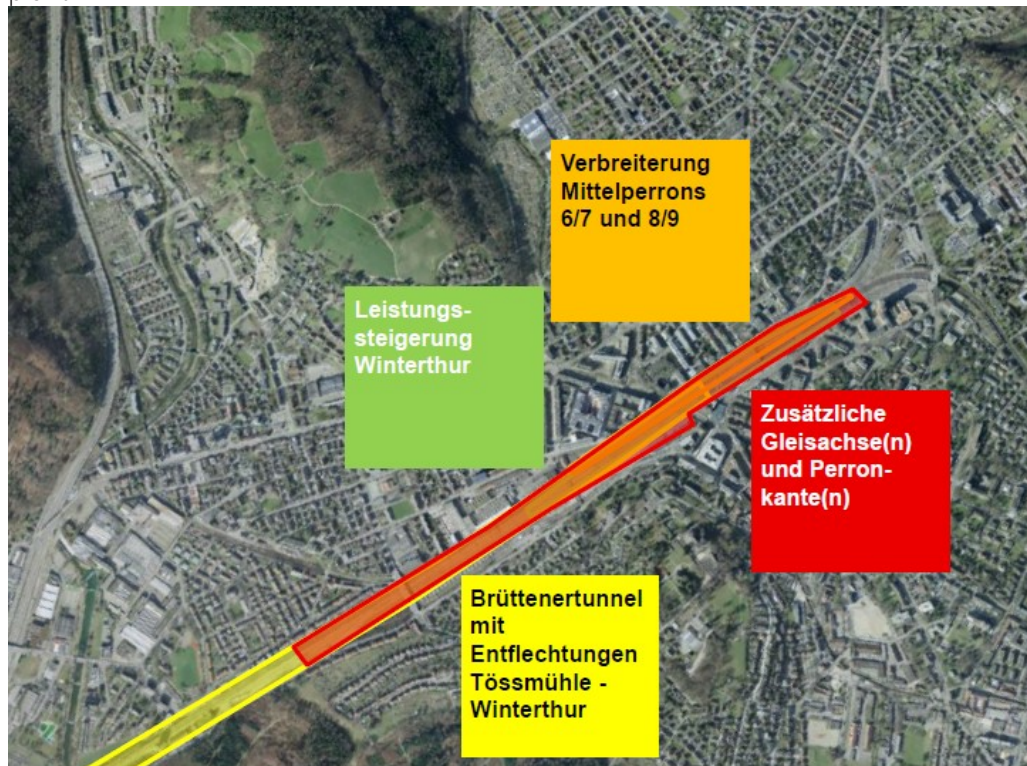 Verbreiterung
Mittelperrons
6/7 und 8/9
Leistungs-
steigerung
Winterthur
Zusätzliche
Gleisachse(n)
und Perron-
kante(n)
Brüttenertunnel
mit
Entflechtungen
Tössmühle -
Winterthur